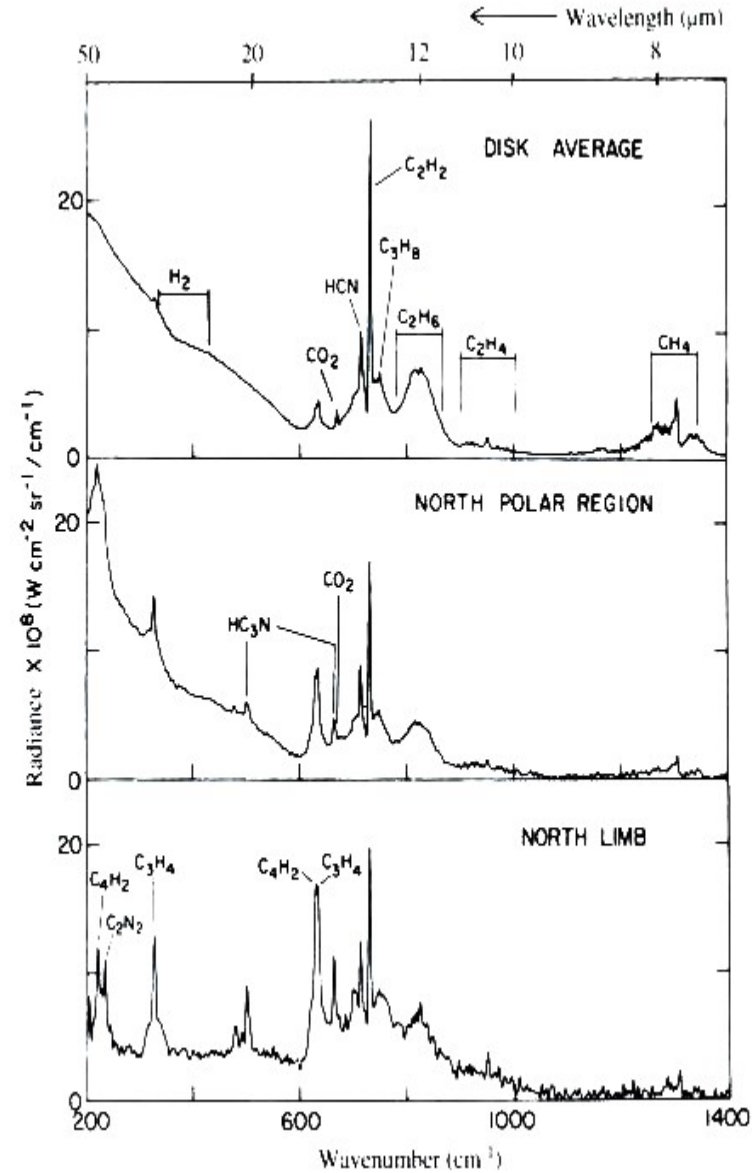 ← Wavelength (μm)
50 20 12 10 8
DISK AVERAGE
C₂H₂
20
C₃H₈
H₂
HCN
C₂H₆
C₂H₄
CH₄
CO₂
0
NORTH POLAR REGION
20
CO₂
HC₃N
0
NORTH LIMB
20
C₃H₄
C₄H₂
C₄H₂ C₃H₄
C₂N₂
0
200 600 1000 1400
Wavenumber (cm⁻¹)
Radiance X 10⁸ (W cm⁻² sr⁻¹ / cm⁻¹)